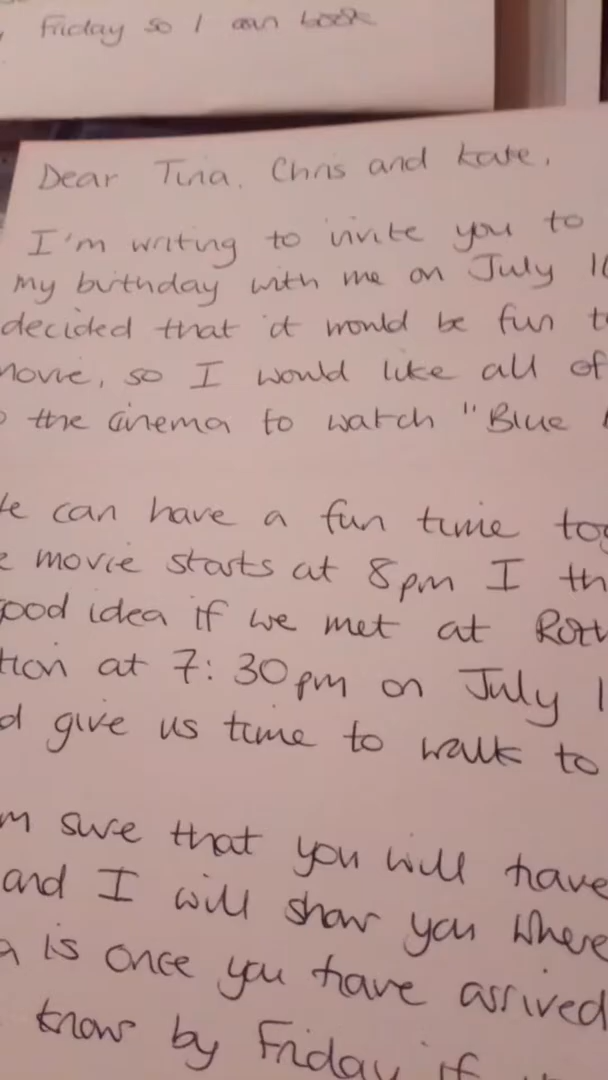 Friday so I can book
Dear Tina, Chris and Kate,
I'm writing to invite you to
my birthday with me on July
decided that it would be fun
movie, so I would like all of
the cinema to watch "Blue
can have a fun time
movie starts at 8pm I
good idea if we met at
at 7:30pm on July
give us time to walk to
sure that you will have
and I will show you where
is once you have arrived
know by Friday if